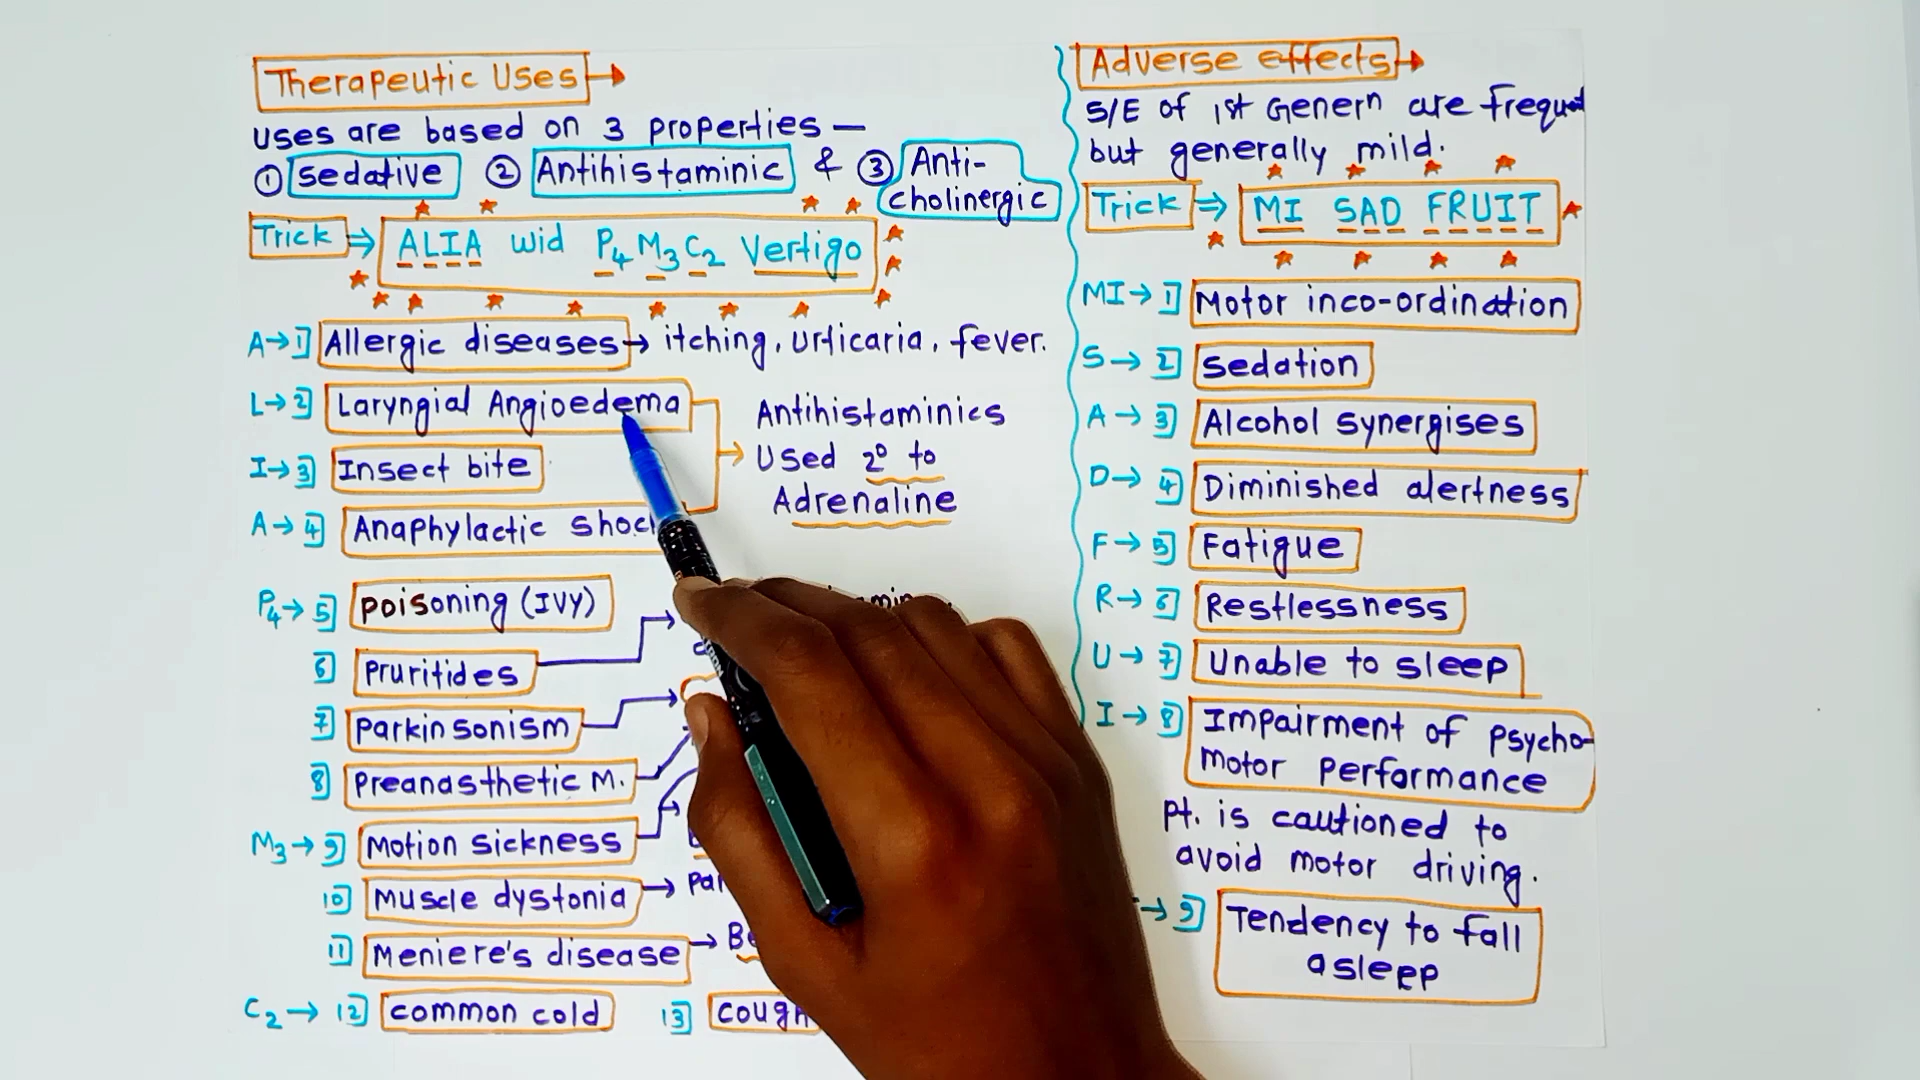 Therapeutic Uses →
Uses are based on 3 properties —
① Sedative ② Antihistaminic & ③ Anti-
cholinergic
Trick ⇒ ALIA wid P4 M3 C2 Vertigo
A→ 1] Allergic diseases → itching, urticaria, fever.
L→ 2] Laryngial Angioedema
I→ 3] Insect bite
A→ 4] Anaphylactic
Antihistaminics
Used 2° to
Adrenaline
P4→ 5] Poisoning (IVY)
6] Pruritides
7] Parkinsonism
8] Preanasthetic M.
M3→ 9] Motion sickness
10] Muscle dystonia →
11] Meniere's disease →
C2→ 12] common cold 13] cough
Adverse effects →
S/E of 1st Genern are frequent
but generally mild.
Trick ⇒ MI SAD FRUIT
MI→ 1] Motor inco-ordination
S→ 2] Sedation
A→ 3] Alcohol synergises
D→ 4] Diminished alertness
F→ 5] Fatigue
R→ 6] Restlessness
U→ 7] Unable to sleep
I→ 8] Impairment of psycho-
motor performance
Pt. is cautioned to
avoid motor driving.
→ 9] Tendency to fall
asleep